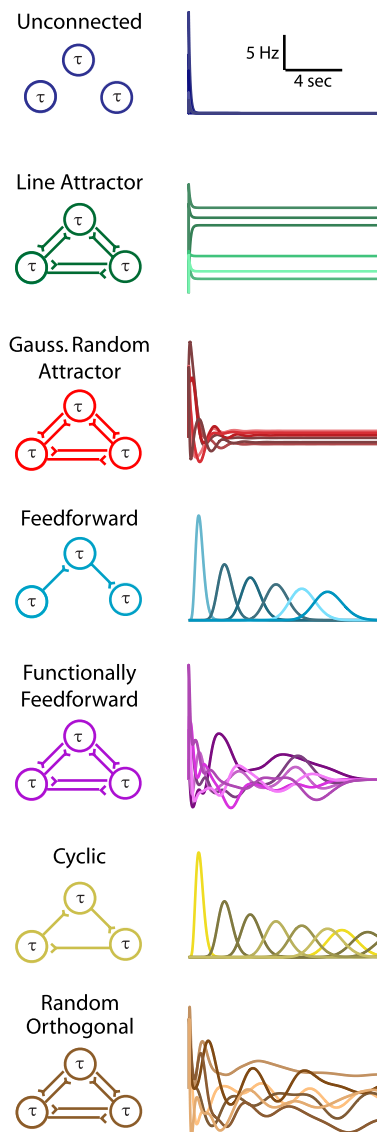 Unconnected
τ
τ τ
5 Hz
4 sec
Line Attractor
τ
τ τ
Gauss. Random
Attractor
τ
τ τ
Feedforward
τ
τ τ
Functionally
Feedforward
τ
τ τ
Cyclic
τ
τ τ
Random
Orthogonal
τ
τ τ